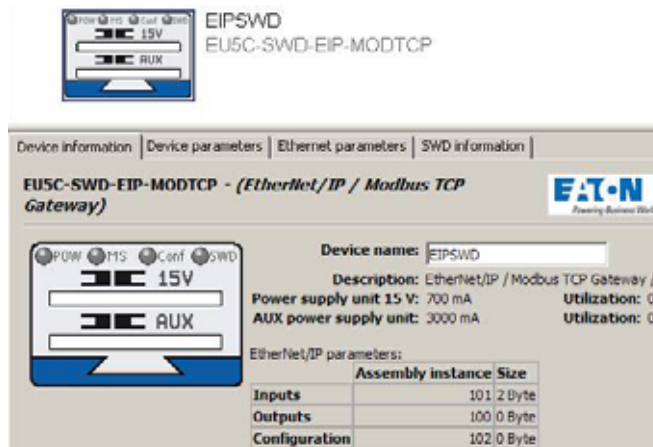 POW MS Conf SWD
15V
AUX
EIPSWD
EU5C-SWD-EIP-MODTCP
Device information Device parameters Ethernet parameters SWD information
EU5C-SWD-EIP-MODTCP - (EtherNet/IP / Modbus TCP
Gateway)
EATON
Powering Business
POW MS Conf SWD
15V
AUX
Device name: EIPSWD
Description: EtherNet/IP / Modbus TCP Gateway /
Power supply unit 15 V: 700 mA Utilization: 0
AUX power supply unit: 3000 mA Utilization: 0
EtherNet/IP parameters:
Assembly instance Size
Inputs 101 2 Byte
Outputs 100 0 Byte
Configuration 102 0 Byte